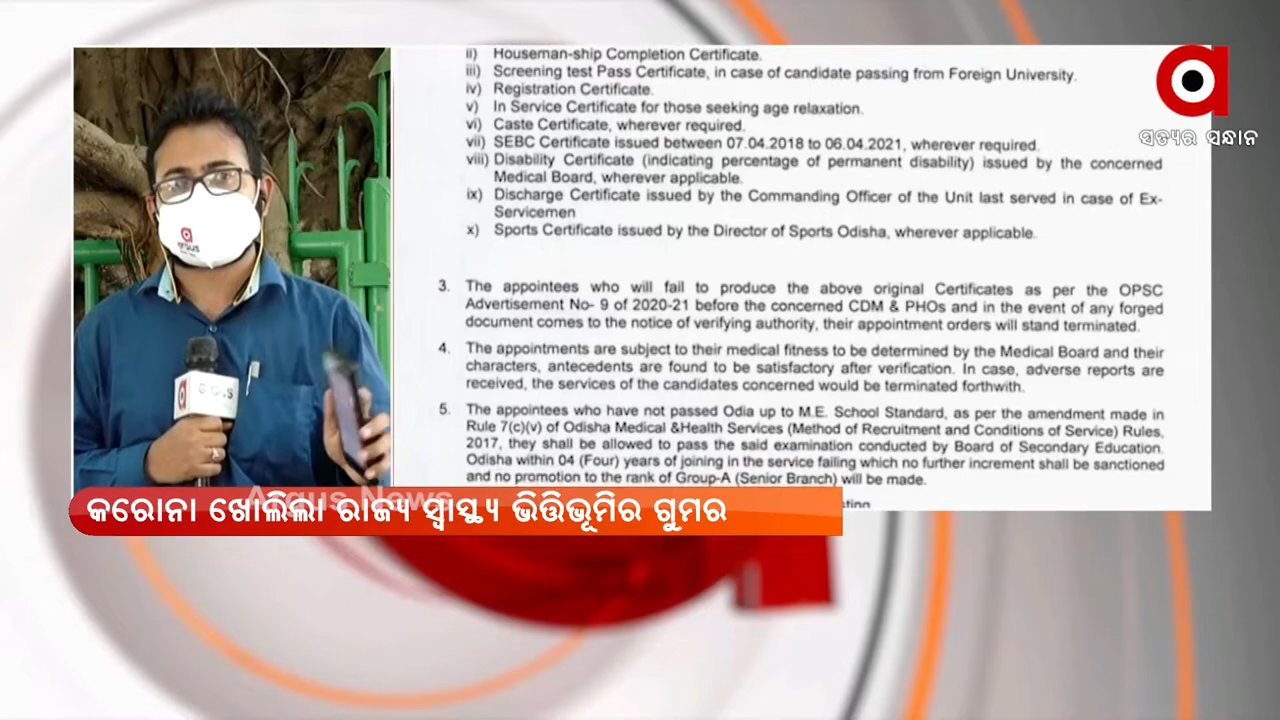 ii) Houseman-ship Completion Certificate.
iii) Screening test Pass Certificate, in case of candidate passing from Foreign University.
iv) Registration Certificate.
v) In Service Certificate for those seeking age relaxation.
vi) Caste Certificate, wherever required.
vii) SEBC Certificate issued between 07.04.2018 to 06.04.2021, wherever required.
viii) Disability Certificate (indicating percentage of permanent disability) issued by the concerned
Medical Board, wherever applicable.
ix) Discharge Certificate issued by the Commanding Officer of the Unit last served in case of Ex-
Servicemen
x) Sports Certificate issued by the Director of Sports Odisha, wherever applicable.
3. The appointees who will fail to produce the above original Certificates as per the OPSC
Advertisement No- 9 of 2020-21 before the concerned CDM & PHOs and in the event of any forged
document comes to the notice of verifying authority, their appointment orders will stand terminated.
4. The appointments are subject to their medical fitness to be determined by the Medical Board and their
characters, antecedents are found to be satisfactory after verification. In case, adverse reports are
received, the services of the candidates concerned would be terminated forthwith.
5. The appointees who have not passed Odia up to M.E. School Standard, as per the amendment made in
Rule 7(c)(v) of Odisha Medical &Health Services (Method of Recruitment and Conditions of Service) Rules,
2017, they shall be allowed to pass the said examination conducted by Board of Secondary Education.
Odisha within 04 (Four) years of joining in the service failing which no further increment shall be sanctioned
and no promotion to the rank of Group-A (Senior Branch) will be made.
ସତ୍ୟର ସନ୍ଧାନ
argus
Argus News
କରୋନା ଖୋଲିଲା ରାଜ୍ୟ ସ୍ୱାସ୍ଥ୍ୟ ଭିତ୍ତିଭୂମିର ଗୁମର